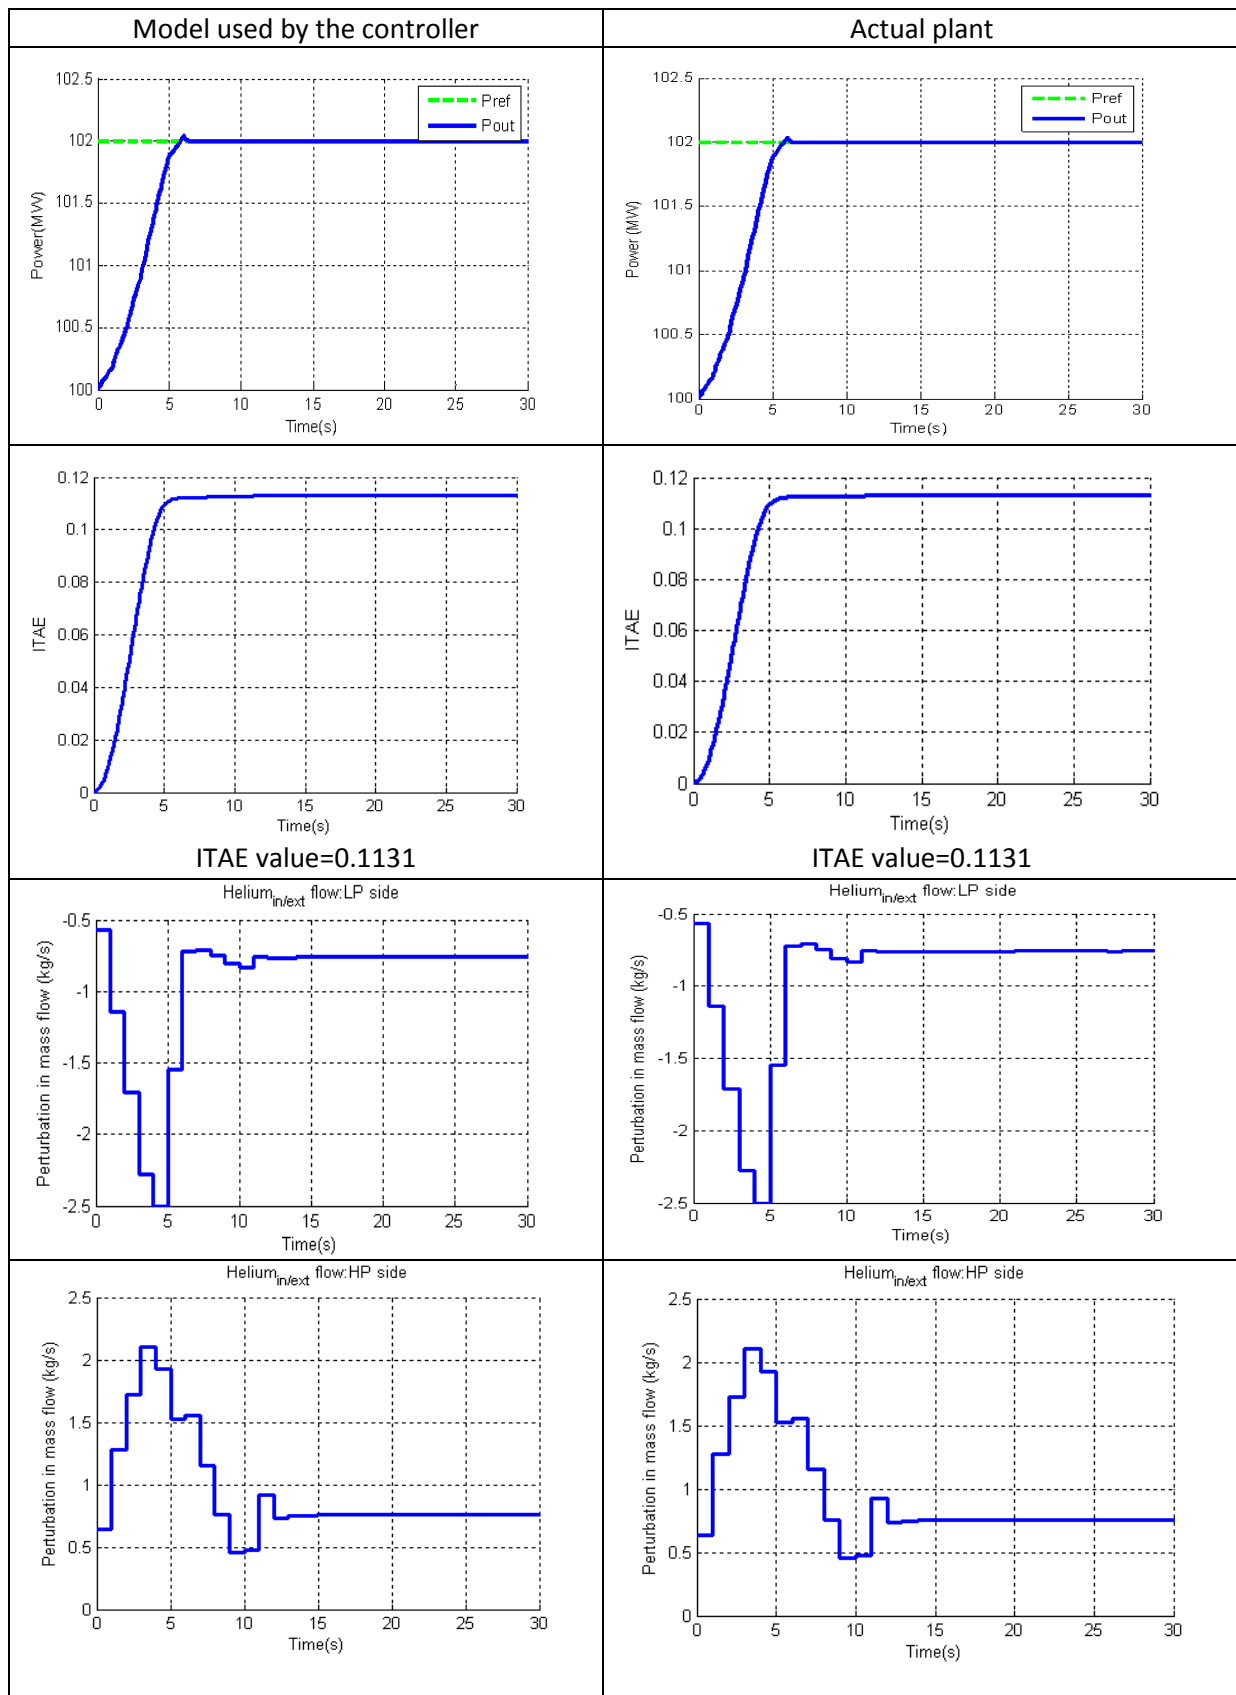 Model used by the controller
Actual plant
102.5
102
101.5
101
100.5
100
0 5 10 15 20 25 30
Time(s)
Power(MW)
Pref
Pout
102.5
102
101.5
101
100.5
100
0 5 10 15 20 25 30
Time(s)
Power (MW)
Pref
Pout
0.12
0.1
0.08
0.06
0.04
0.02
0
0 5 10 15 20 25 30
Time(s)
ITAE
ITAE value=0.1131
0.12
0.1
0.08
0.06
0.04
0.02
0
0 5 10 15 20 25 30
Time(s)
ITAE
ITAE value=0.1131
Helium in/ext flow:LP side
-0.5
-1
-1.5
-2
-2.5
0 5 10 15 20 25 30
Time(s)
Perturbation in mass flow (kg/s)
Helium in/ext flow:LP side
-0.5
-1
-1.5
-2
-2.5
0 5 10 15 20 25 30
Time(s)
Perturbation in mass flow (kg/s)
Helium in/ext flow:HP side
2.5
2
1.5
1
0.5
0
0 5 10 15 20 25 30
Time(s)
Perturbation in mass flow (kg/s)
Helium in/ext flow:HP side
2.5
2
1.5
1
0.5
0
0 5 10 15 20 25 30
Time(s)
Perturbation in mass flow (kg/s)